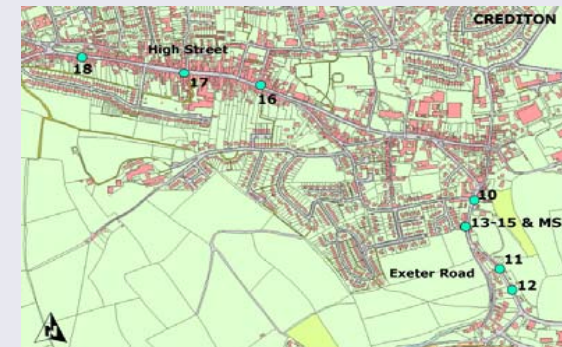 CREDITON
High Street
18
17
16
10
13-15 & MS
11
Exeter Road
12
N